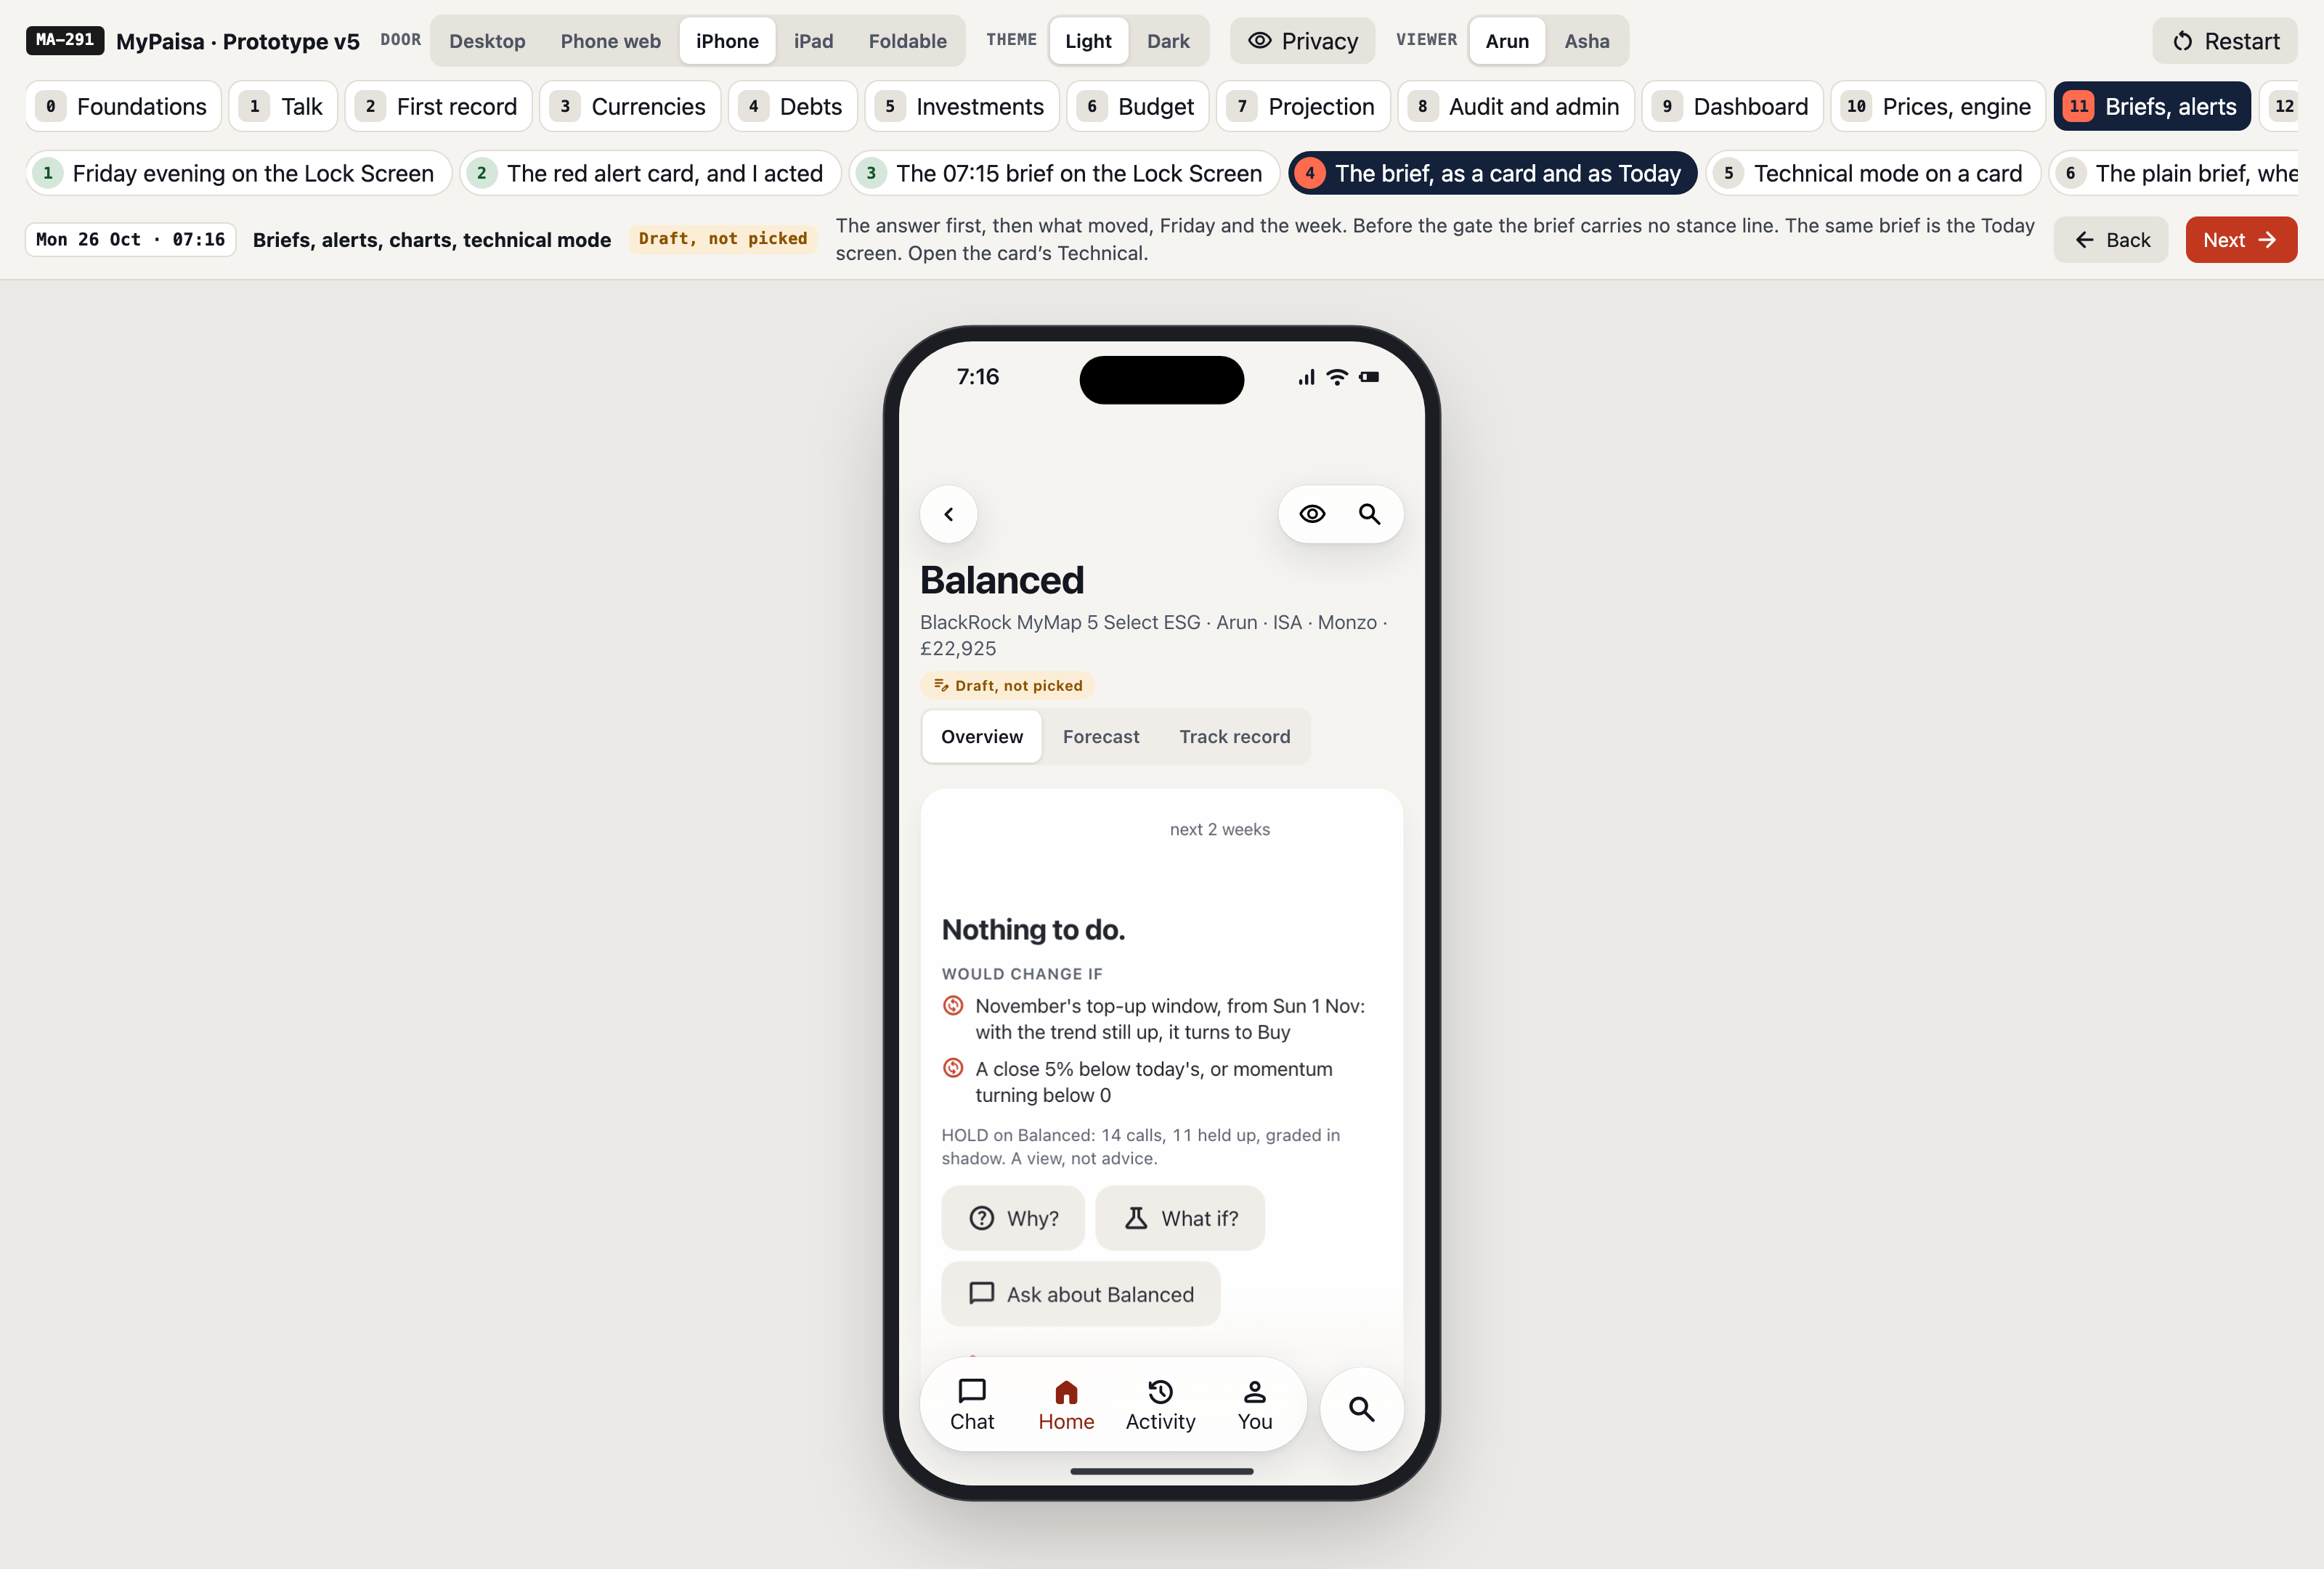 MA-291 MyPaisa · Prototype v5 DOOR Desktop Phone web iPhone iPad Foldable THEME Light Dark Privacy VIEWER Arun Asha Restart
0 Foundations 1 Talk 2 First record 3 Currencies 4 Debts 5 Investments 6 Budget 7 Projection 8 Audit and admin 9 Dashboard 10 Prices, engine 11 Briefs, alerts 12
1 Friday evening on the Lock Screen 2 The red alert card, and I acted 3 The 07:15 brief on the Lock Screen 4 The brief, as a card and as Today 5 Technical mode on a card 6 The plain brief, whe
Mon 26 Oct · 07:16 Briefs, alerts, charts, technical mode Draft, not picked
The answer first, then what moved, Friday and the week. Before the gate the brief carries no stance line. The same brief is the Today
screen. Open the card’s Technical.
Back Next
7:16
Balanced
BlackRock MyMap 5 Select ESG · Arun · ISA · Monzo ·
£22,925
Draft, not picked
Overview Forecast Track record
next 2 weeks
Nothing to do.
WOULD CHANGE IF
November's top-up window, from Sun 1 Nov:
with the trend still up, it turns to Buy
A close 5% below today's, or momentum
turning below 0
HOLD on Balanced: 14 calls, 11 held up, graded in
shadow. A view, not advice.
Why? What if?
Ask about Balanced
Chat Home Activity You